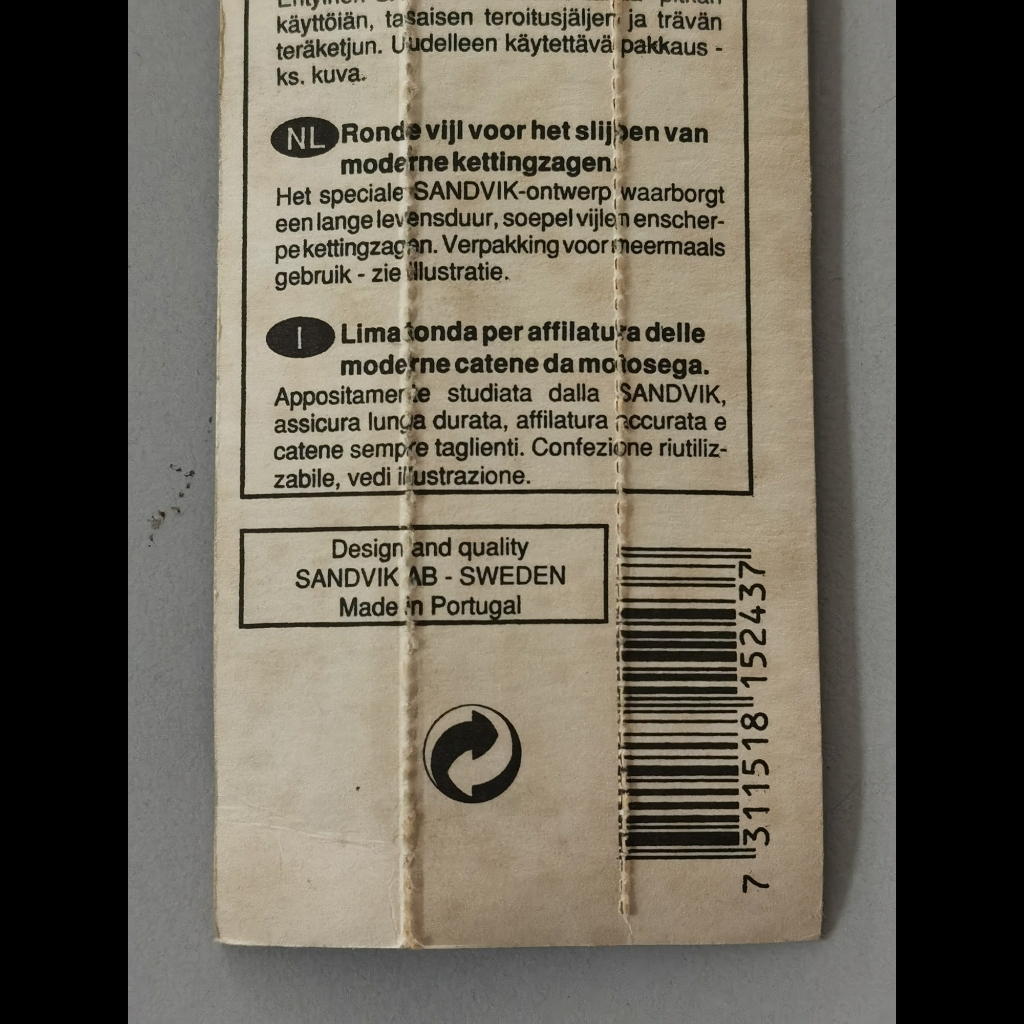 käyttöiän, tasaisen teroitusjäljen ja trävän
teräketjun. Uudelleen käytettävä pakkaus -
ks. kuva.
NL Ronde vijl voor het slijpen van
moderne kettingzagen.
Het speciale SANDVIK-ontwerp waarborgt
een lange levensduur, soepel vijlen en scher-
pe kettingzagen. Verpakking voor meermaals
gebruik - zie illustratie.
I Lima tonda per affilatura delle
moderne catene da motosega.
Appositamente studiata dalla SANDVIK,
assicura lunga durata, affilatura accurata e
catene sempre taglienti. Confezione riutiliz-
zabile, vedi illustrazione.
Design and quality
SANDVIK AB - SWEDEN
Made in Portugal
7 311518 152437